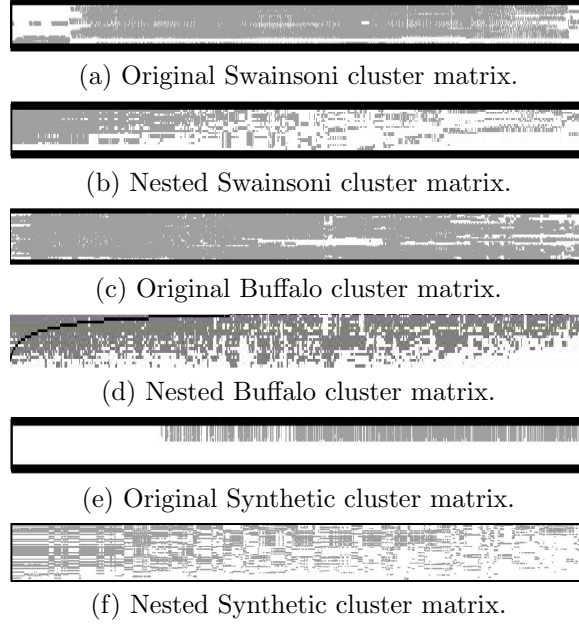 (a) Original Swainsoni cluster matrix.
(b) Nested Swainsoni cluster matrix.
(c) Original Buffalo cluster matrix.
(d) Nested Buffalo cluster matrix.
(e) Original Synthetic cluster matrix.
(f) Nested Synthetic cluster matrix.